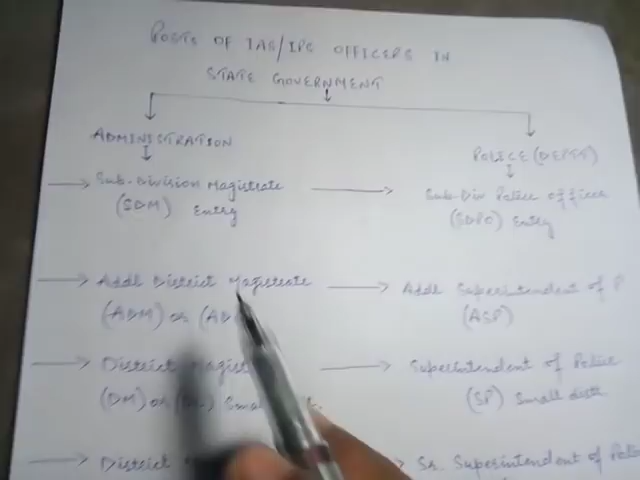 POSTS OF IAS/IPS OFFICERS IN
STATE GOVERNMENT
ADMINISTRATION
POLICE (DEPTT)
Sub-Division Magistrate
Sub-Div Police officer
(SDM) Entry
(SDPO) Entry
Addl District Magistrate
Addl Superintendent of P
(ADM) or (AD
(ASP)
District Magist
Superintendent of Police
(DM) or Small
(SP) Small distt
District
Sr. Superintendent of Police